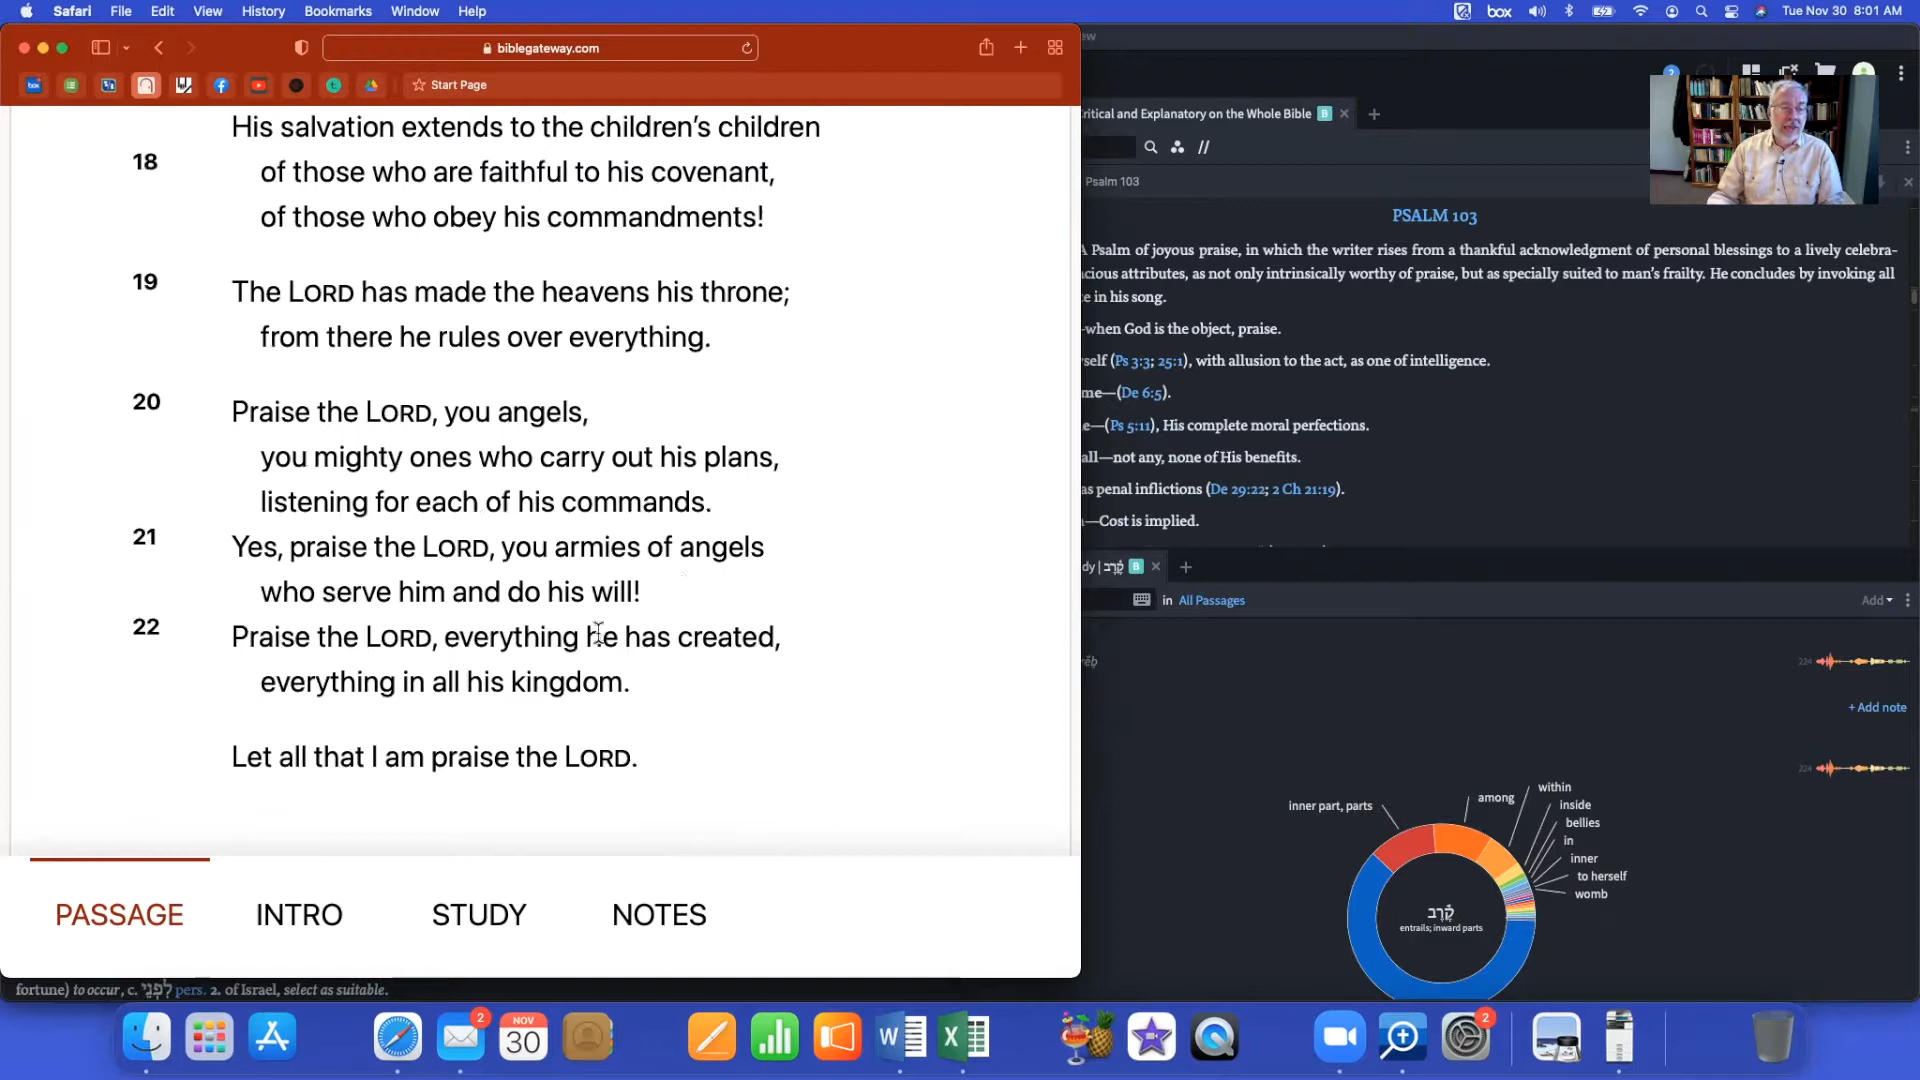 Safari File Edit View History Bookmarks Window Help
box
Tue Nov 30 8:01 AM
biblegateway.com
Start Page
His salvation extends to the children’s children
18 of those who are faithful to his covenant,
of those who obey his commandments!
19 The LORD has made the heavens his throne;
from there he rules over everything.
20 Praise the LORD, you angels,
you mighty ones who carry out his plans,
listening for each of his commands.
21 Yes, praise the LORD, you armies of angels
who serve him and do his will!
22 Praise the LORD, everything he has created,
everything in all his kingdom.
Let all that I am praise the LORD.
PASSAGE INTRO STUDY NOTES
fortune) to occur, c. לִפְנֵי pers. 2. of Israel, select as suitable.
ew
2
ritical and Explanatory on the Whole Bible B
Psalm 103
PSALM 103
A Psalm of joyous praise, in which the writer rises from a thankful acknowledgment of personal blessings to a lively celebra-
cious attributes, as not only intrinsically worthy of praise, but as specially suited to man’s frailty. He concludes by invoking all
e in his song.
—when God is the object, praise.
self (Ps 3:3; 25:1), with allusion to the act, as one of intelligence.
me—(De 6:5).
e—(Ps 5:11), His complete moral perfections.
all—not any, none of His benefits.
as penal inflictions (De 29:22; 2 Ch 21:19).
—Cost is implied.
dy | קֶרֶב B
in All Passages
Add
rěḇ
224
+ Add note
224
inner part, parts
among
within
inside
bellies
in
inner
to herself
womb
קֶרֶב
entrails; inward parts
2
NOV
30
2